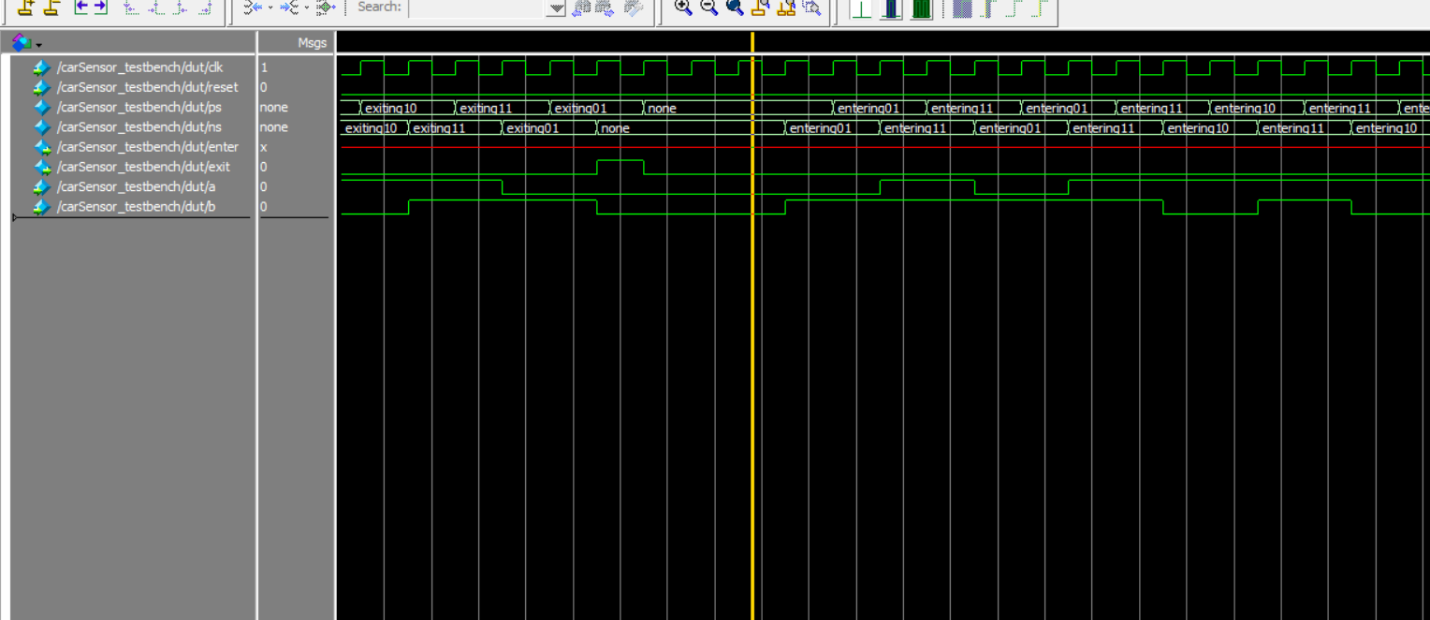 Search:
Msgs
/carSensor_testbench/dut/clk 1
/carSensor_testbench/dut/reset 0
/carSensor_testbench/dut/ps none exiting10 exiting11 exiting01 none entering01 entering11 entering01 entering11 entering10 entering11 ente
/carSensor_testbench/dut/ns none exiting10 exiting11 exiting01 none entering01 entering11 entering01 entering11 entering10 entering11 entering10
/carSensor_testbench/dut/enter x
/carSensor_testbench/dut/exit 0
/carSensor_testbench/dut/a 0
/carSensor_testbench/dut/b 0